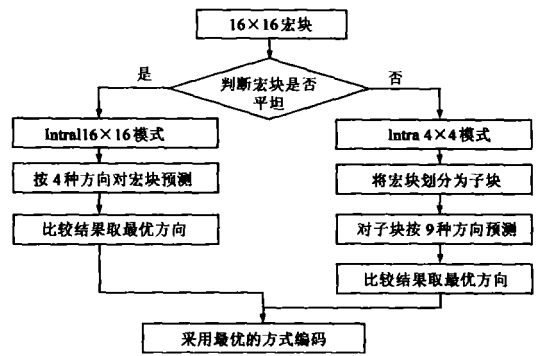 16×16宏块
判断宏块是否
平坦
是
否
Intral16×16模式
Intra 4×4模式
按4种方向对宏块预测
将宏块划分为子块
比较结果取最优方向
对子块按9种方向预测
比较结果取最优方向
采用最优的方式编码